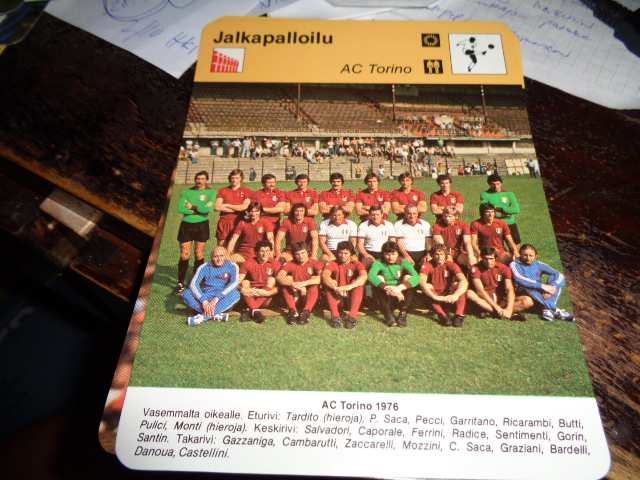 Jalkapalloilu
AC Torino
AC Torino 1976
Vasemmalta oikealle. Eturivi: Tardito (hieroja), P. Saca, Pecci, Garritano, Ricarambi, Butti,
Pulici, Monti (hieroja). Keskirivi: Salvadori, Caporale, Ferrini, Radice, Sentimenti, Gorin,
Santin. Takarivi: Gazzaniga, Cambarutti, Zaccarelli, Mozzini, C. Saca, Graziani, Bardelli,
Danoua, Castellini.